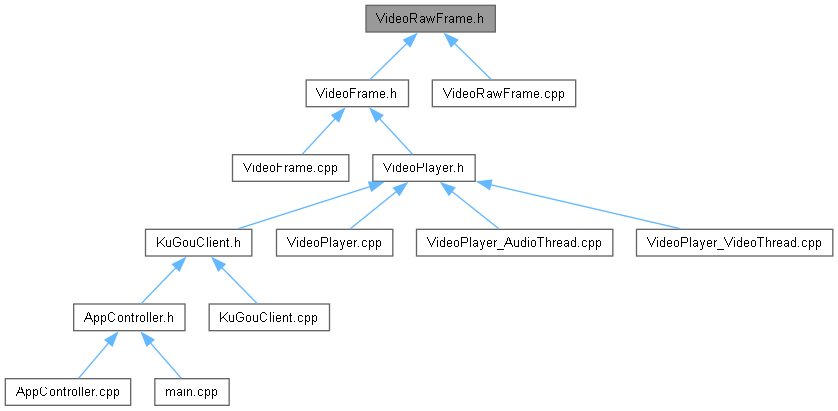 VideoRawFrame.h
VideoFrame.h
VideoRawFrame.cpp
VideoFrame.cpp
VideoPlayer.h
KuGouClient.h
VideoPlayer.cpp
VideoPlayer_AudioThread.cpp
VideoPlayer_VideoThread.cpp
AppController.h
KuGouClient.cpp
AppController.cpp
main.cpp